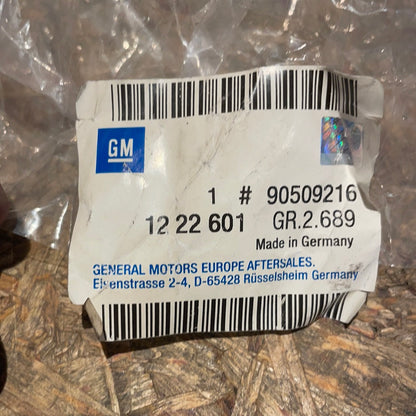 GM
1 # 90509216
12 22 601 GR.2.689
Made in Germany
GENERAL MOTORS EUROPE AFTERSALES.
Eisenstrasse 2-4, D-65428 Rüsselsheim Germany